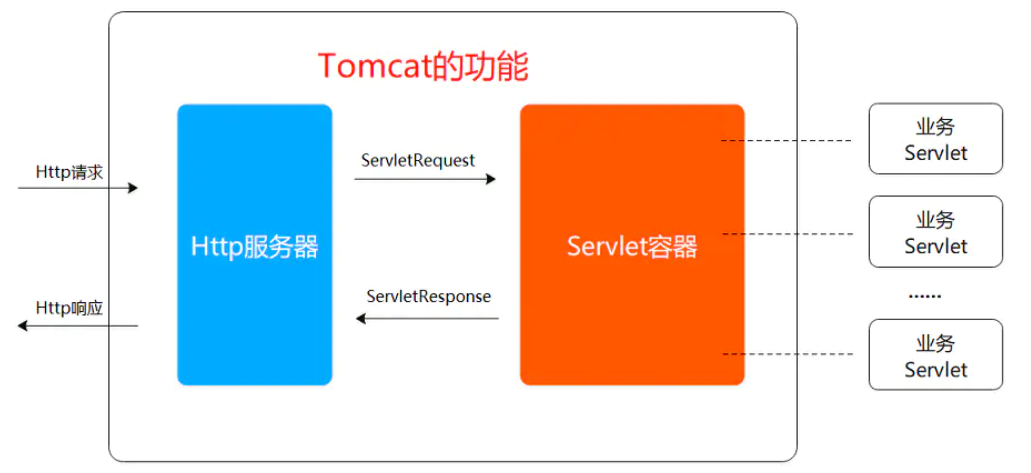 Tomcat的功能
Http请求
ServletRequest
业务
Servlet
Http服务器
Servlet容器
业务
Servlet
Http响应
ServletResponse
......
业务
Servlet